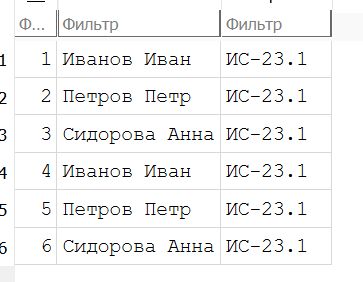 Ф... Фильтр Фильтр
1 1 Иванов Иван ИС-23.1
2 2 Петров Петр ИС-23.1
3 3 Сидорова Анна ИС-23.1
4 4 Иванов Иван ИС-23.1
5 5 Петров Петр ИС-23.1
6 6 Сидорова Анна ИС-23.1